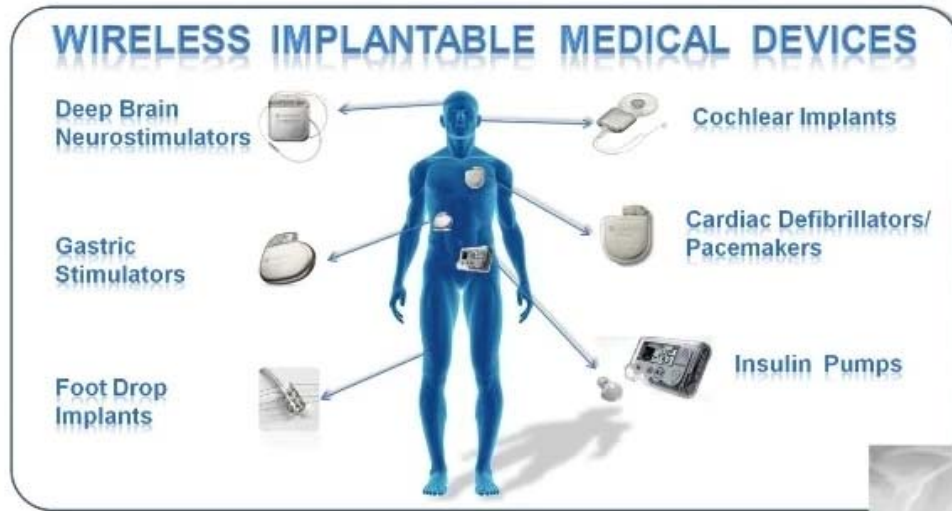 WIRELESS IMPLANTABLE MEDICAL DEVICES
Deep Brain
Neurostimulators
Cochlear Implants
Gastric
Stimulators
Cardiac Defibrillators/
Pacemakers
Foot Drop
Implants
Insulin Pumps